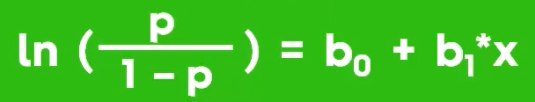 ln (p / 1 - p) = b₀ + b₁*x